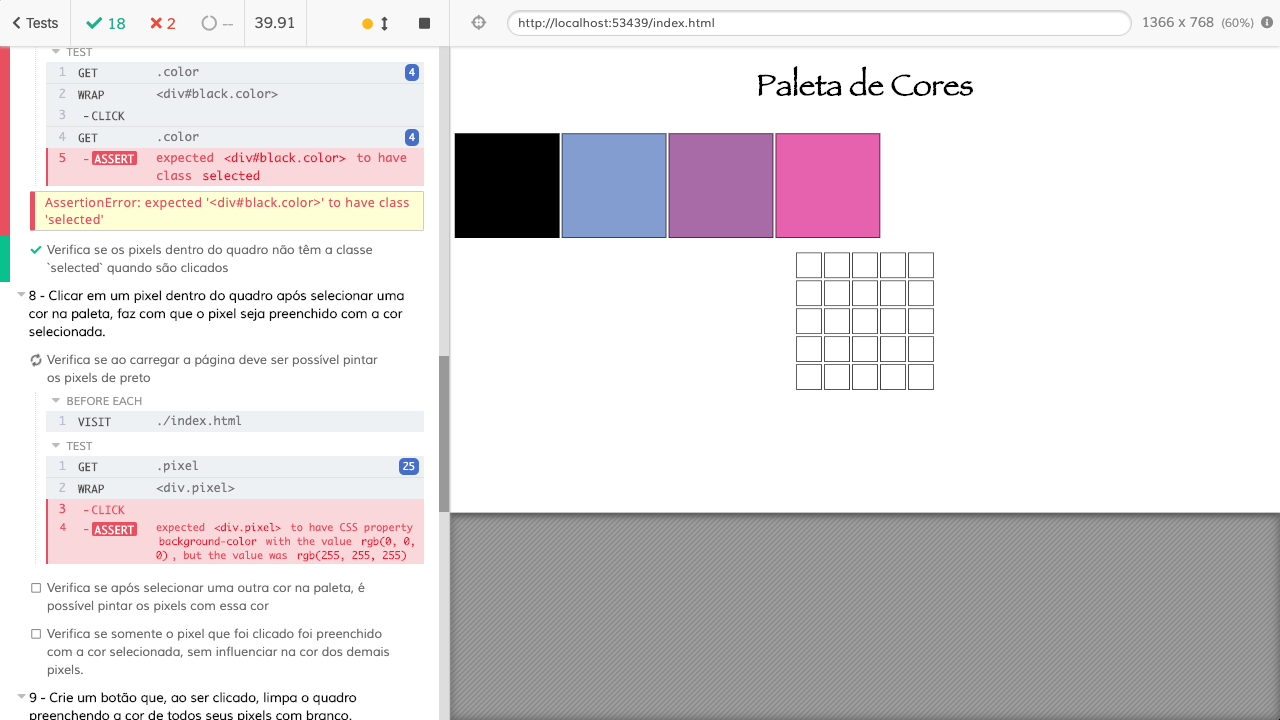 Tests
18
2
--
39.91
http://localhost:53439/index.html
1366 x 768 (60%)
TEST
1 GET .color 4
2 WRAP <div#black.color>
3 -CLICK
4 GET .color 4
5 -ASSERT expected <div#black.color> to have
class selected
AssertionError: expected '<div#black.color>' to have class
'selected'
Verifica se os pixels dentro do quadro não têm a classe
`selected` quando são clicados
8 - Clicar em um pixel dentro do quadro após selecionar uma
cor na paleta, faz com que o pixel seja preenchido com a cor
selecionada.
Verifica se ao carregar a página deve ser possível pintar
os pixels de preto
BEFORE EACH
1 VISIT ./index.html
TEST
1 GET .pixel 25
2 WRAP <div.pixel>
3 -CLICK
4 -ASSERT expected <div.pixel> to have CSS property
background-color with the value rgb(0, 0,
0), but the value was rgb(255, 255, 255)
Verifica se após selecionar uma outra cor na paleta, é
possível pintar os pixels com essa cor
Verifica se somente o pixel que foi clicado foi preenchido
com a cor selecionada, sem influenciar na cor dos demais
pixels.
9 - Crie um botão que, ao ser clicado, limpa o quadro
preenchendo a cor de todos seus pixels com branco.
Paleta de Cores